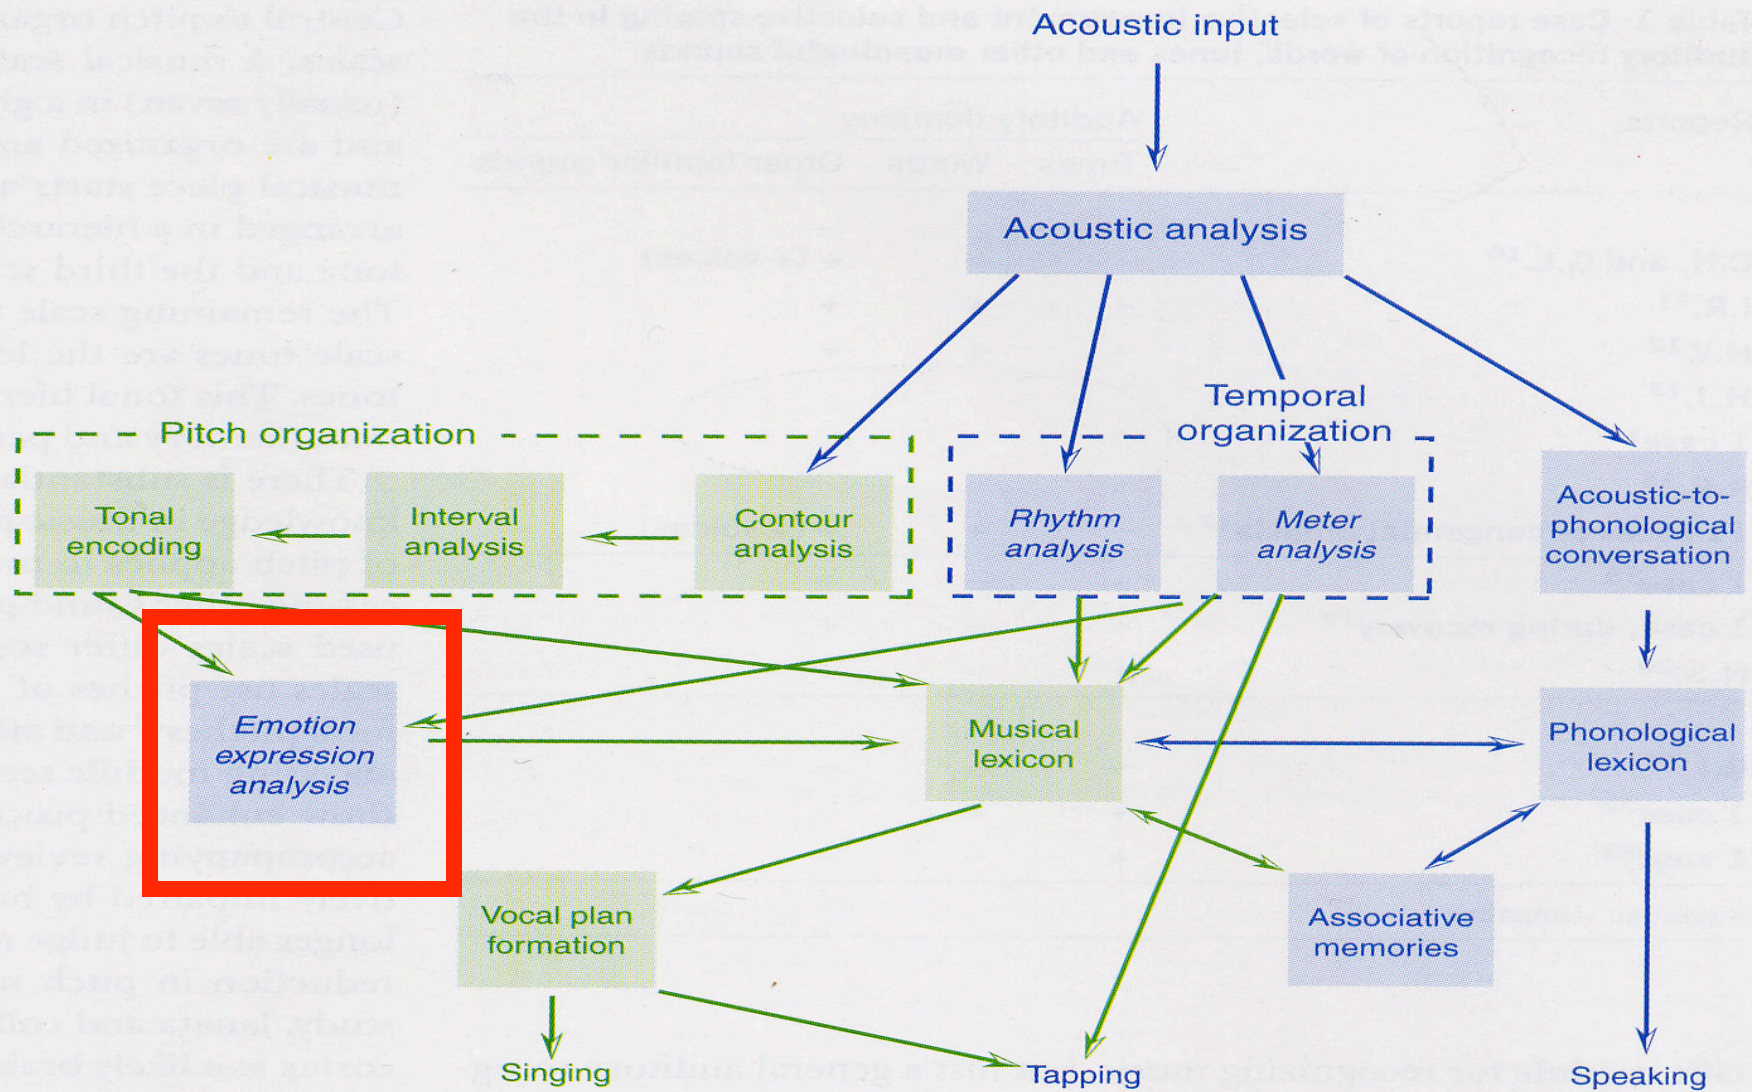 Acoustic input
Acoustic analysis
Temporal
organization
Pitch organization
Tonal
encoding
Interval
analysis
Contour
analysis
Rhythm
analysis
Meter
analysis
Acoustic-to-
phonological
conversation
Emotion
expression
analysis
Musical
lexicon
Phonological
lexicon
Vocal plan
formation
Associative
memories
Singing
Tapping
Speaking